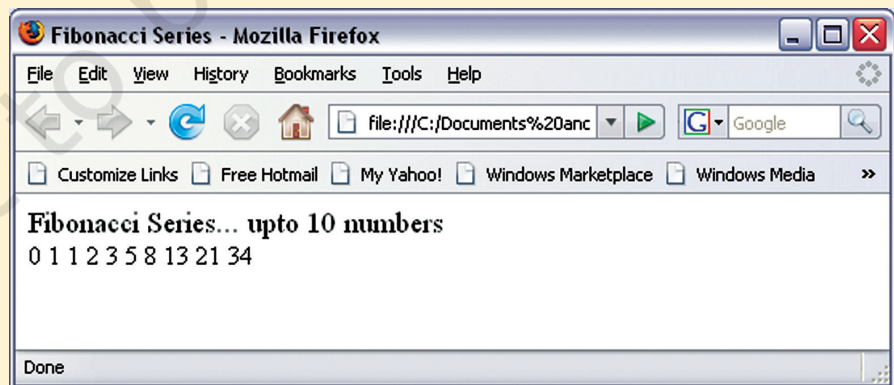 Fibonacci Series - Mozilla Firefox
File Edit View History Bookmarks Tools Help
file:///C:/Documents%20anc G Google
Customize Links Free Hotmail My Yahoo! Windows Marketplace Windows Media »
Fibonacci Series... upto 10 numbers
0 1 1 2 3 5 8 13 21 34
Done